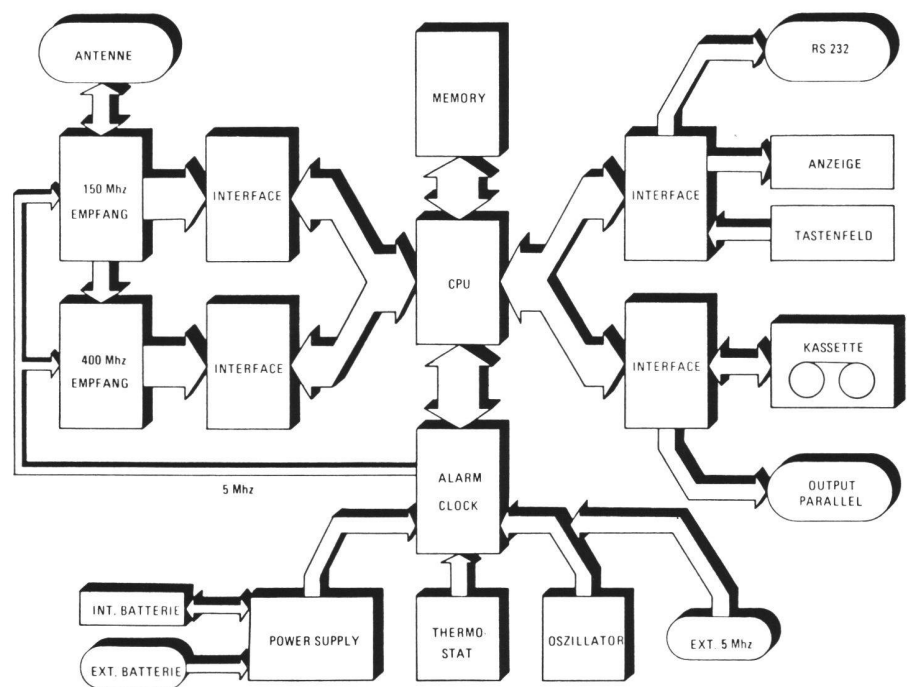 ANTENNE
MEMORY
RS 232
150 Mhz
EMPFANG
INTERFACE
INTERFACE
ANZEIGE
TASTENFELD
CPU
400 Mhz
EMPFANG
INTERFACE
INTERFACE
KASSETTE
5 Mhz
ALARM
CLOCK
OUTPUT
PARALLEL
INT. BATTERIE
EXT. BATTERIE
POWER SUPPLY
THERMO-
STAT
OSZILLATOR
EXT. 5 Mhz